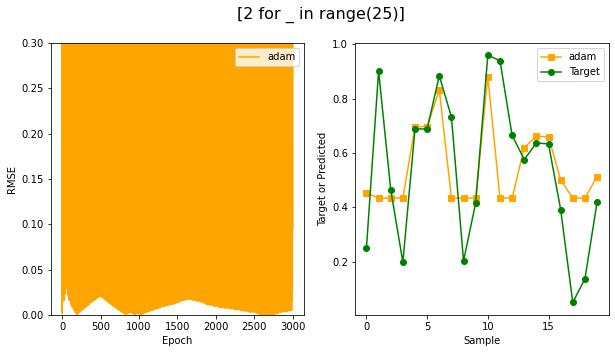 [2 for _ in range(25)]
0.30
0.25
0.20
0.15
0.10
0.05
0.00
RMSE
0 500 1000 1500 2000 2500 3000
Epoch
adam
1.0
0.8
0.6
0.4
0.2
Target or Predicted
0 5 10 15
Sample
adam
Target